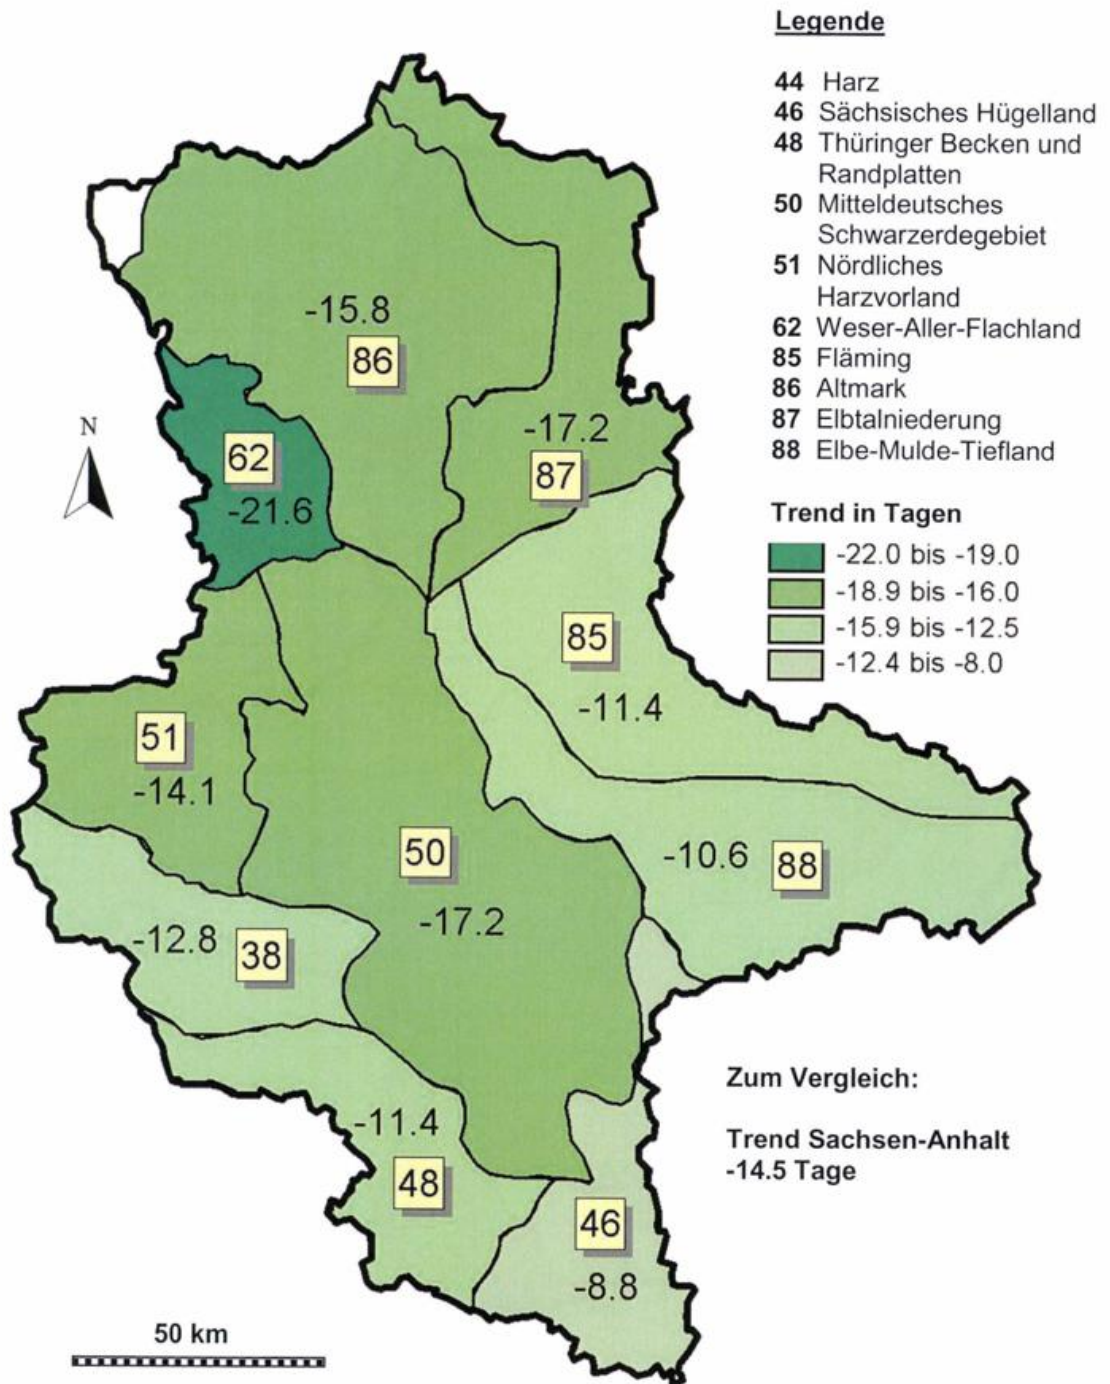 Legende
44 Harz
46 Sächsisches Hügelland
48 Thüringer Becken und
Randplatten
50 Mitteldeutsches
Schwarzerdegebiet
51 Nördliches
Harzvorland
62 Weser-Aller-Flachland
85 Fläming
86 Altmark
87 Elbtalniederung
88 Elbe-Mulde-Tiefland
Trend in Tagen
-22.0 bis -19.0
-18.9 bis -16.0
-15.9 bis -12.5
-12.4 bis -8.0
-15.8
86
N
62
-21.6
-17.2
87
85
-11.4
51
-14.1
50
-17.2
-10.6 88
-12.8 38
-11.4
48
46
-8.8
Zum Vergleich:
Trend Sachsen-Anhalt
-14.5 Tage
50 km